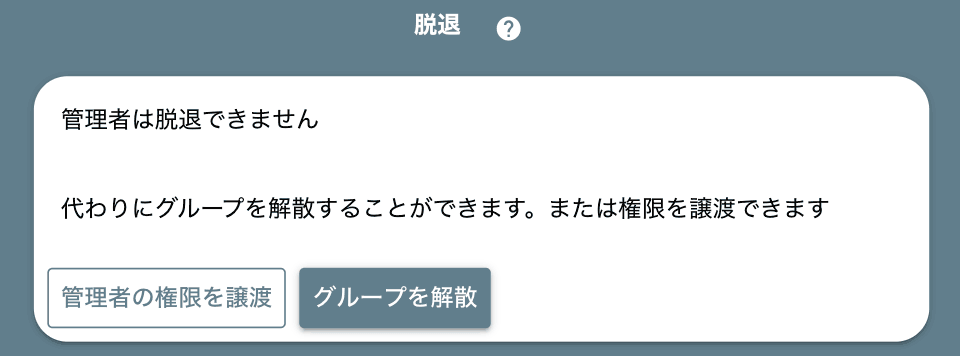 脱退 ?
管理者は脱退できません
代わりにグループを解散することができます。または権限を譲渡できます
管理者の権限を譲渡 グループを解散